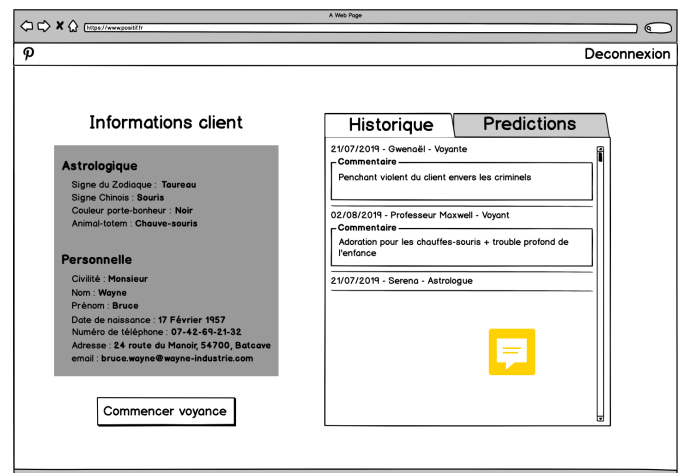 A Web Page
https://www.positif.fr
Deconnexion
Informations client
Astrologique
Signe du Zodiaque : Taureau
Signe Chinois : Souris
Couleur porte-bonheur : Noir
Animal-totem : Chauve-souris
Personnelle
Civilité : Monsieur
Nom : Wayne
Prénom : Bruce
Date de naissance : 17 Février 1957
Numéro de téléphone : 07-42-69-21-32
Adresse : 24 route du Manoir, 54700, Batcave
email : bruce.wayne@wayne-industrie.com
Commencer voyance
Historique
Predictions
21/07/2019 - Gwenaël - Voyante
Commentaire
Penchant violent du client envers les criminels
02/08/2019 - Professeur Maxwell - Voyant
Commentaire
Adoration pour les chauffes-souris + trouble profond de
l'enfance
21/07/2019 - Serena - Astrologue